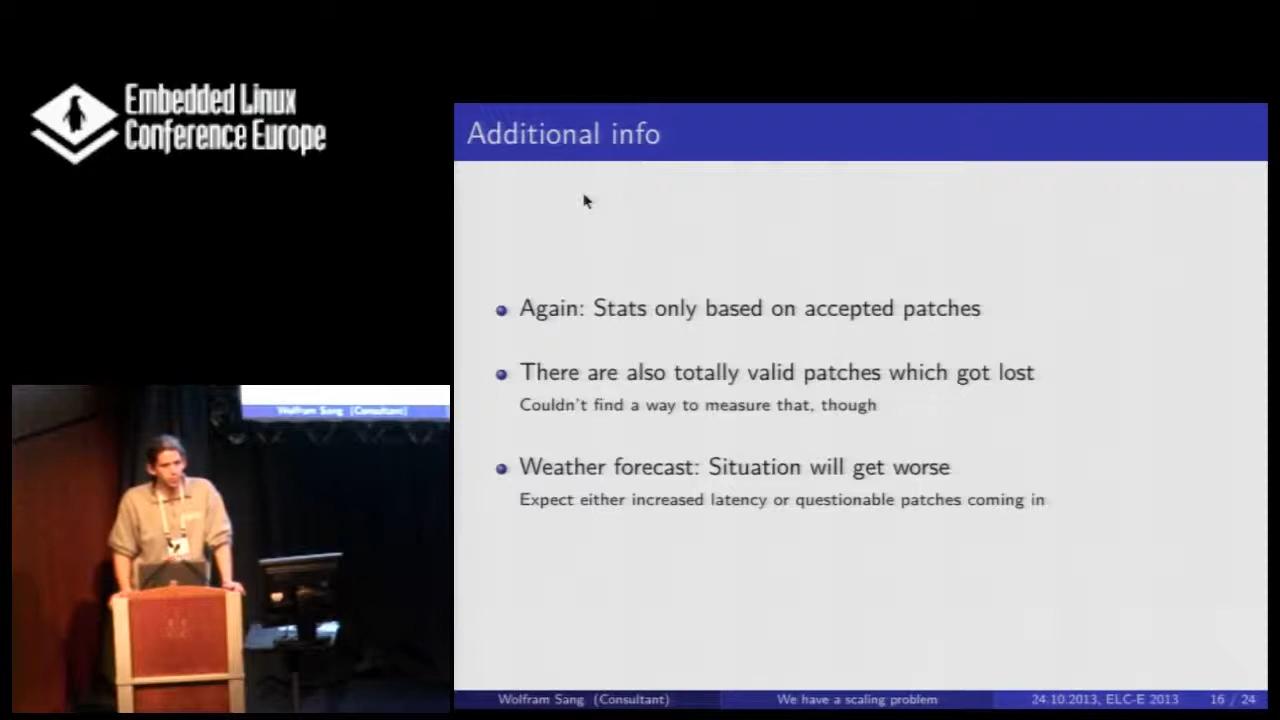 Embedded Linux
Conference Europe
Additional info
Again: Stats only based on accepted patches
There are also totally valid patches which got lost
Couldn't find a way to measure that, though
Weather forecast: Situation will get worse
Expect either increased latency or questionable patches coming in
Wolfram Sang (Consultant)
Wolfram Sang (Consultant) We have a scaling problem 24.10.2013, ELC-E 2013 16 / 24